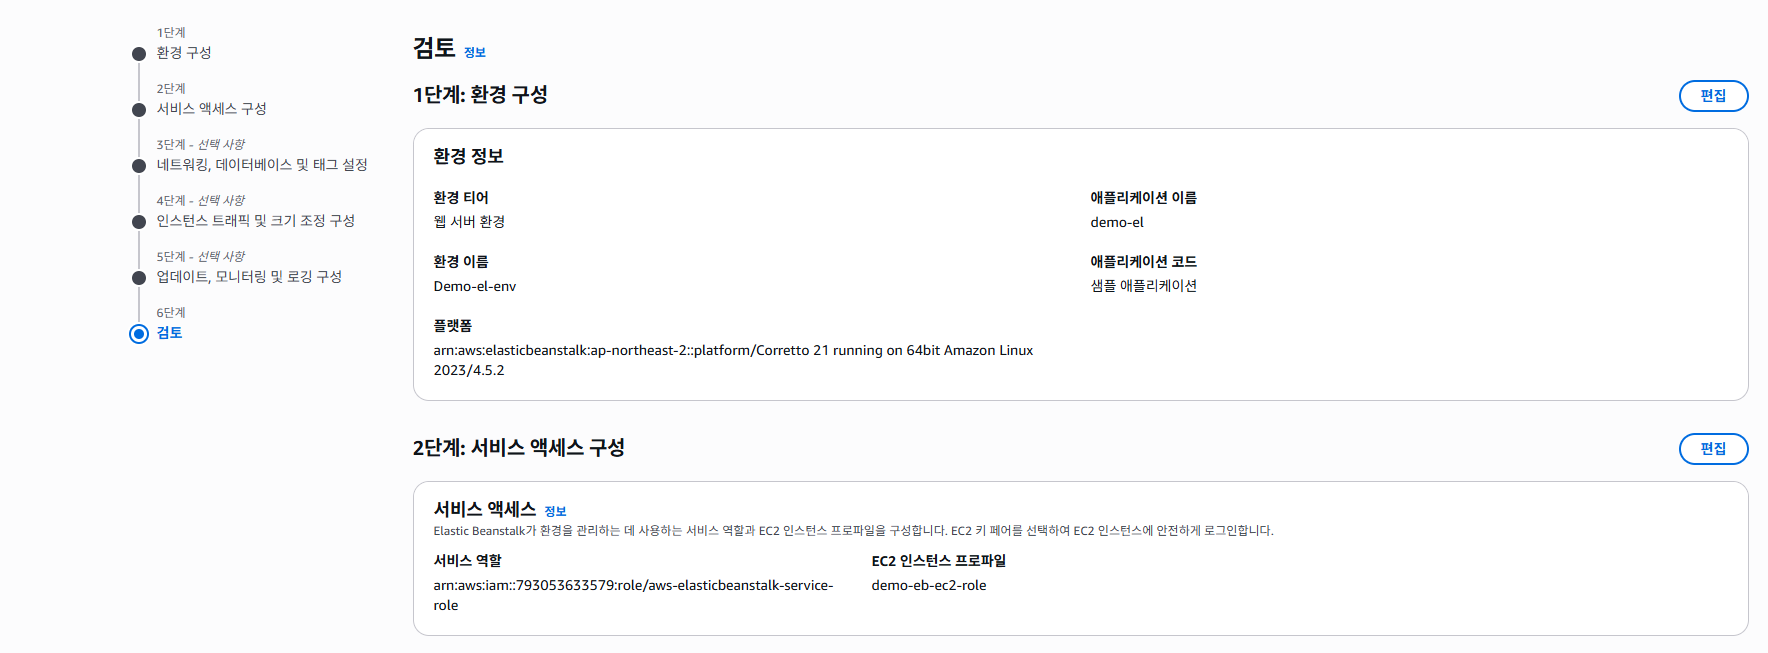 1단계
환경 구성
2단계
서비스 액세스 구성
3단계 - 선택 사항
네트워킹, 데이터베이스 및 태그 설정
4단계 - 선택 사항
인스턴스 트래픽 및 크기 조정 구성
5단계 - 선택 사항
업데이트, 모니터링 및 로깅 구성
6단계
검토
검토 정보
1단계: 환경 구성
편집
환경 정보
환경 티어
웹 서버 환경
애플리케이션 이름
demo-el
환경 이름
Demo-el-env
애플리케이션 코드
샘플 애플리케이션
플랫폼
arn:aws:elasticbeanstalk:ap-northeast-2::platform/Corretto 21 running on 64bit Amazon Linux
2023/4.5.2
2단계: 서비스 액세스 구성
편집
서비스 액세스 정보
Elastic Beanstalk가 환경을 관리하는 데 사용하는 서비스 역할과 EC2 인스턴스 프로파일을 구성합니다. EC2 키 페어를 선택하여 EC2 인스턴스에 안전하게 로그인합니다.
서비스 역할
arn:aws:iam::793053633579:role/aws-elasticbeanstalk-service-
role
EC2 인스턴스 프로파일
demo-eb-ec2-role